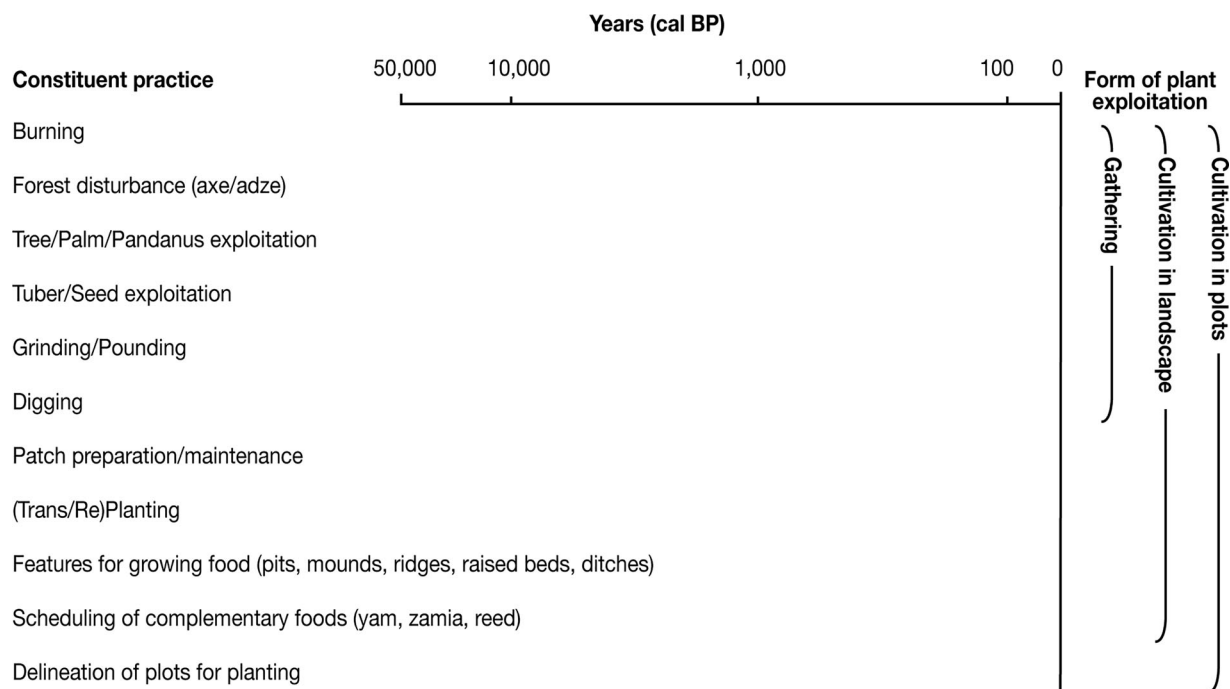 Years (cal BP)
Constituent practice
50,000 10,000 1,000 100 0
Form of plant
exploitation
Burning
Forest disturbance (axe/adze)
Tree/Palm/Pandanus exploitation
Tuber/Seed exploitation
Grinding/Pounding
Digging
Patch preparation/maintenance
(Trans/Re)Planting
Features for growing food (pits, mounds, ridges, raised beds, ditches)
Scheduling of complementary foods (yam, zamia, reed)
Delineation of plots for planting
Gathering
Cultivation in landscape
Cultivation in plots